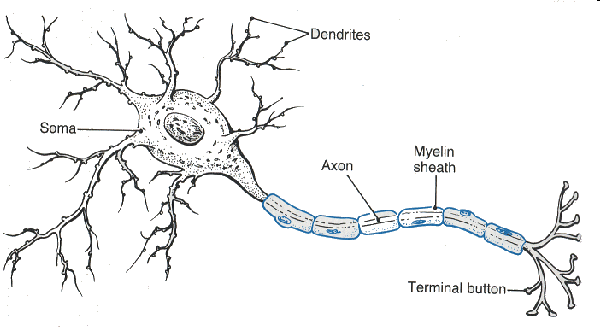 Dendrites
Soma
Axon
Myelin
sheath
Terminal button